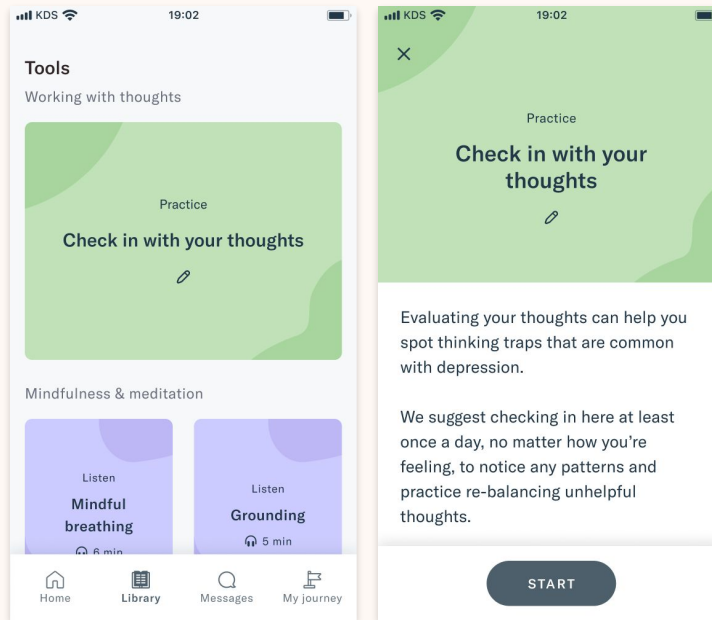 KDS 19:02
Tools
Working with thoughts
Practice
Check in with your thoughts
Mindfulness & meditation
Listen
Mindful
breathing
6 min
Listen
Grounding
5 min
Home
Library
Messages
My journey
KDS 19:02
Practice
Check in with your
thoughts
Evaluating your thoughts can help you
spot thinking traps that are common
with depression.
We suggest checking in here at least
once a day, no matter how you’re
feeling, to notice any patterns and
practice re-balancing unhelpful
thoughts.
START